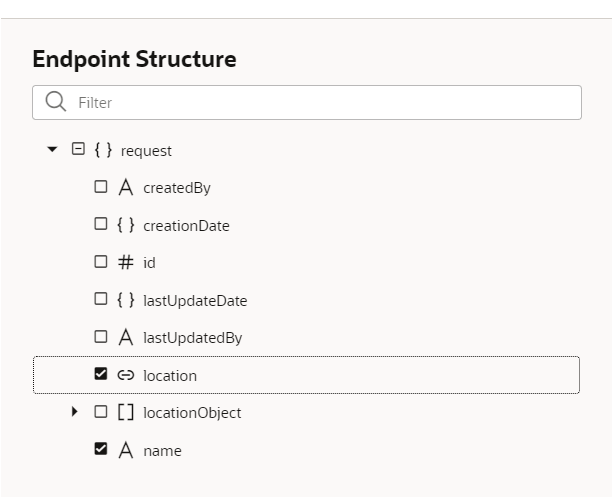 Endpoint Structure
Filter
{ } request
A createdBy
{ } creationDate
# id
{ } lastUpdateDate
A lastUpdatedBy
location
[ ] locationObject
A name